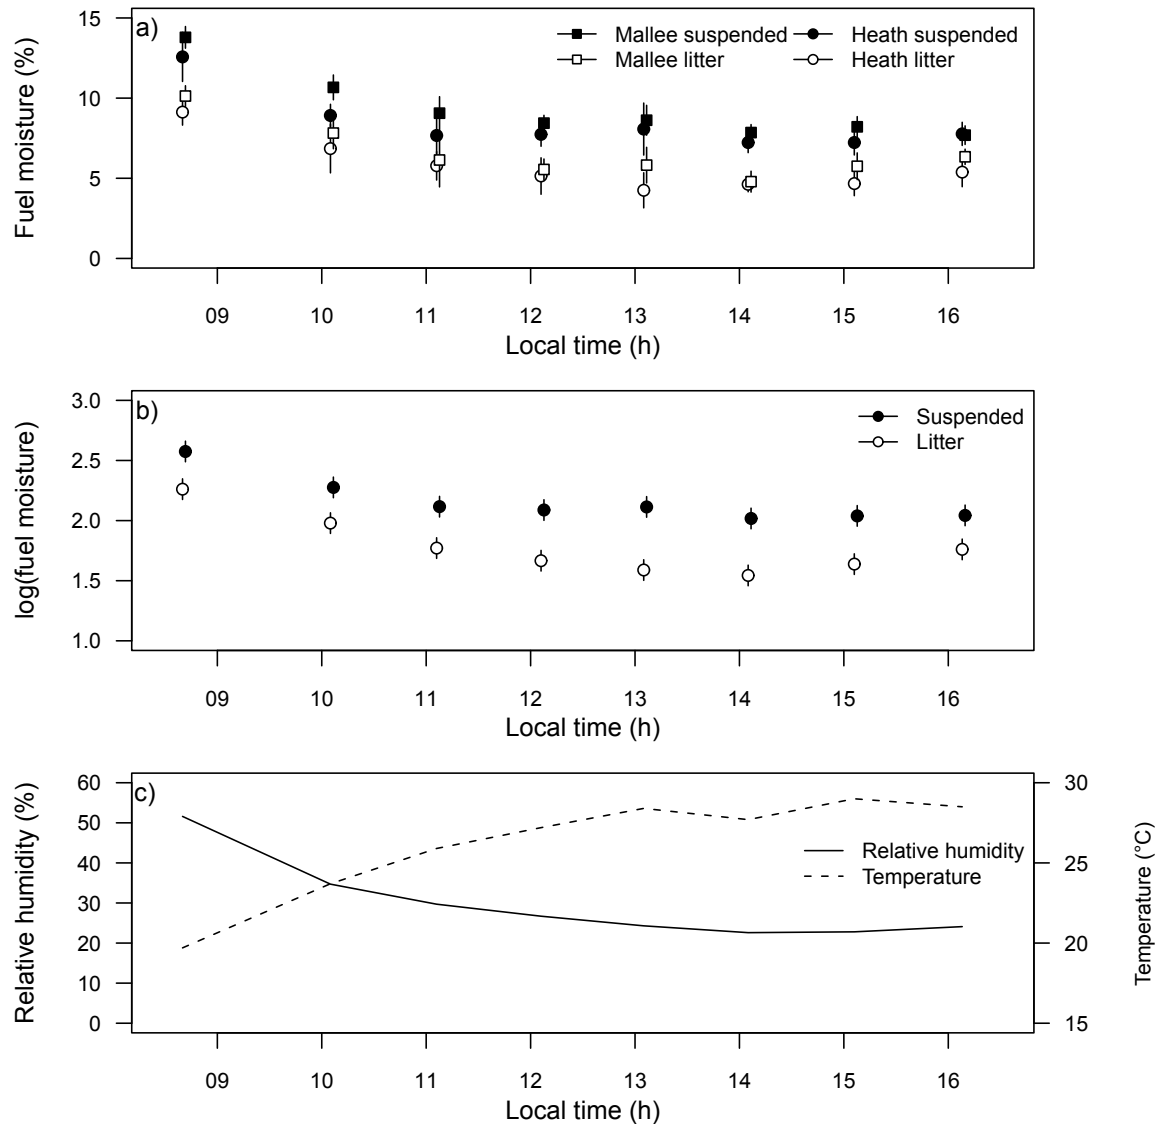 a)
Mallee suspended Heath suspended
Mallee litter Heath litter
15
10
5
0
Fuel moisture (%)
09 10 11 12 13 14 15 16
Local time (h)
b)
Suspended
Litter
3.0
2.5
2.0
1.5
1.0
log(fuel moisture)
09 10 11 12 13 14 15 16
Local time (h)
c)
Relative humidity
Temperature
60
50
40
30
20
10
0
Relative humidity (%)
30
25
20
15
Temperature (°C)
09 10 11 12 13 14 15 16
Local time (h)